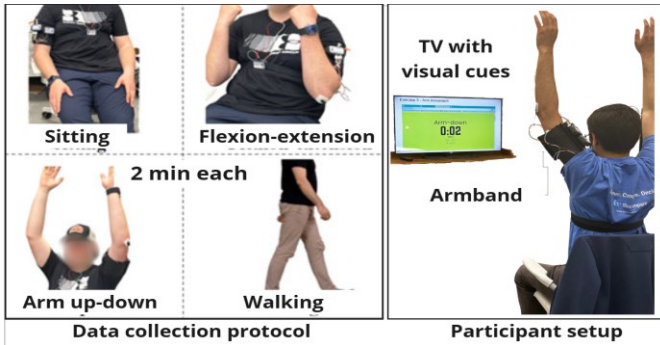 Sitting
Flexion-extension
2 min each
Arm up-down
Walking
Data collection protocol
TV with
visual cues
Arm-down
0:02
Armband
Participant setup